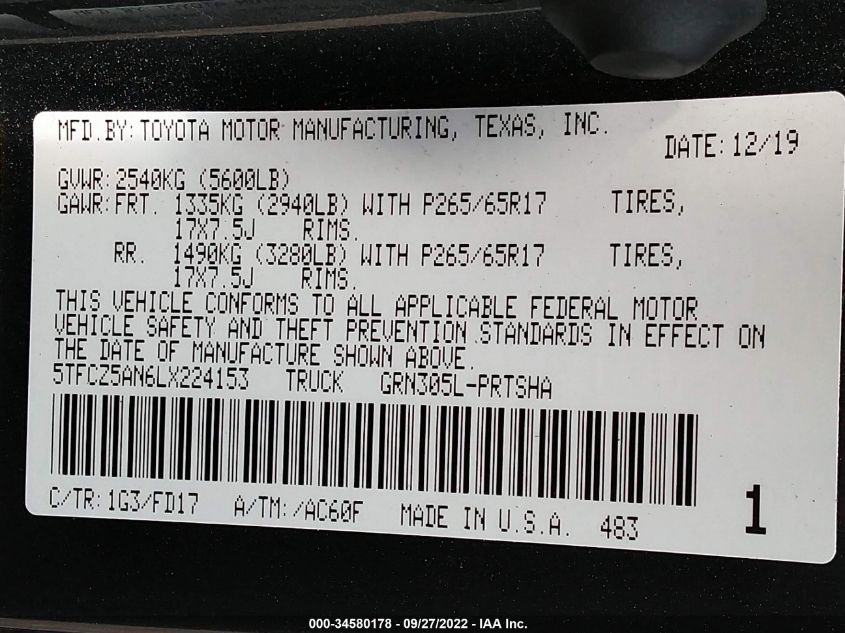 MFD.BY: TOYOTA MOTOR MANUFACTURING, TEXAS, INC.
DATE: 12/19
GVWR: 2540KG (5600LB)
GAWR: FRT. 1335KG (2940LB) WITH P265/65R17 TIRES,
17X7.5J RIMS.
RR. 1490KG (3280LB) WITH P265/65R17 TIRES,
17X7.5J RIMS.
THIS VEHICLE CONFORMS TO ALL APPLICABLE FEDERAL MOTOR
VEHICLE SAFETY AND THEFT PREVENTION STANDARDS IN EFFECT ON
THE DATE OF MANUFACTURE SHOWN ABOVE.
5TFCZ5AN6LX224153 TRUCK GRN305L-PRTSHA
C/TR: 1G3/FD17 A/TM: /AC60F MADE IN U.S.A. 483
1
000-34580178 - 09/27/2022 - IAA Inc.